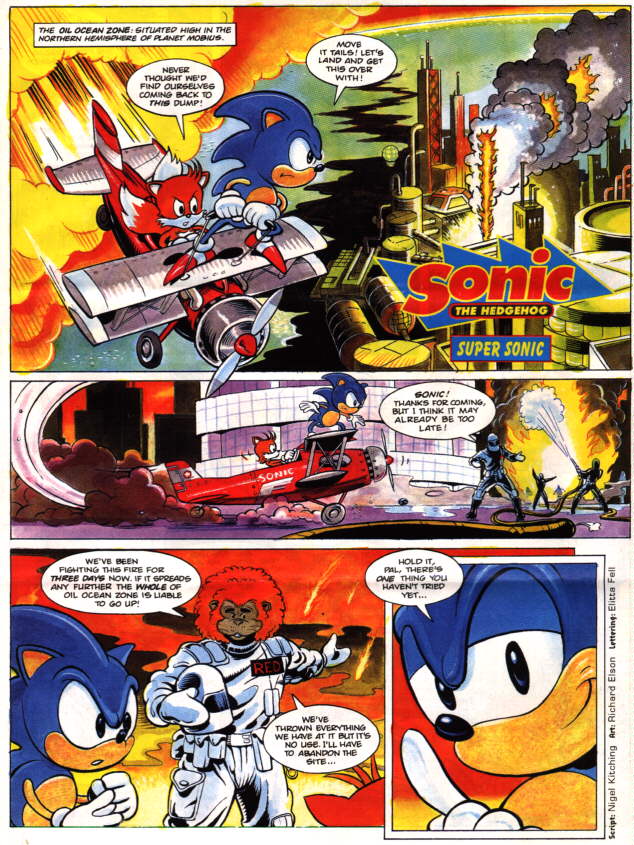 THE OIL OCEAN ZONE: SITUATED HIGH IN THE
NORTHERN HEMISPHERE OF PLANET MOBIUS.
NEVER
THOUGHT WE'D
FIND OURSELVES
COMING BACK TO
THIS DUMP!
MOVE
IT TAILS! LET'S
LAND AND GET
THIS OVER
WITH!
Sonic
THE HEDGEHOG
SUPER SONIC
SONIC!
THANKS FOR COMING,
BUT I THINK IT MAY
ALREADY BE TOO
LATE!
SONIC
WE'VE BEEN
FIGHTING THIS FIRE FOR
THREE DAYS NOW. IF IT SPREADS
ANY FURTHER THE WHOLE OF
OIL OCEAN ZONE IS LIABLE
TO GO UP!
RED
WE'VE
THROWN EVERYTHING
WE HAVE AT IT BUT IT'S
NO USE. I'LL HAVE
TO ABANDON THE
SITE...
HOLD IT,
PAL, THERE'S
ONE THING YOU
HAVEN'T TRIED
YET...
Script: Nigel Kitching Art: Richard Elson Lettering: Elitta Fell